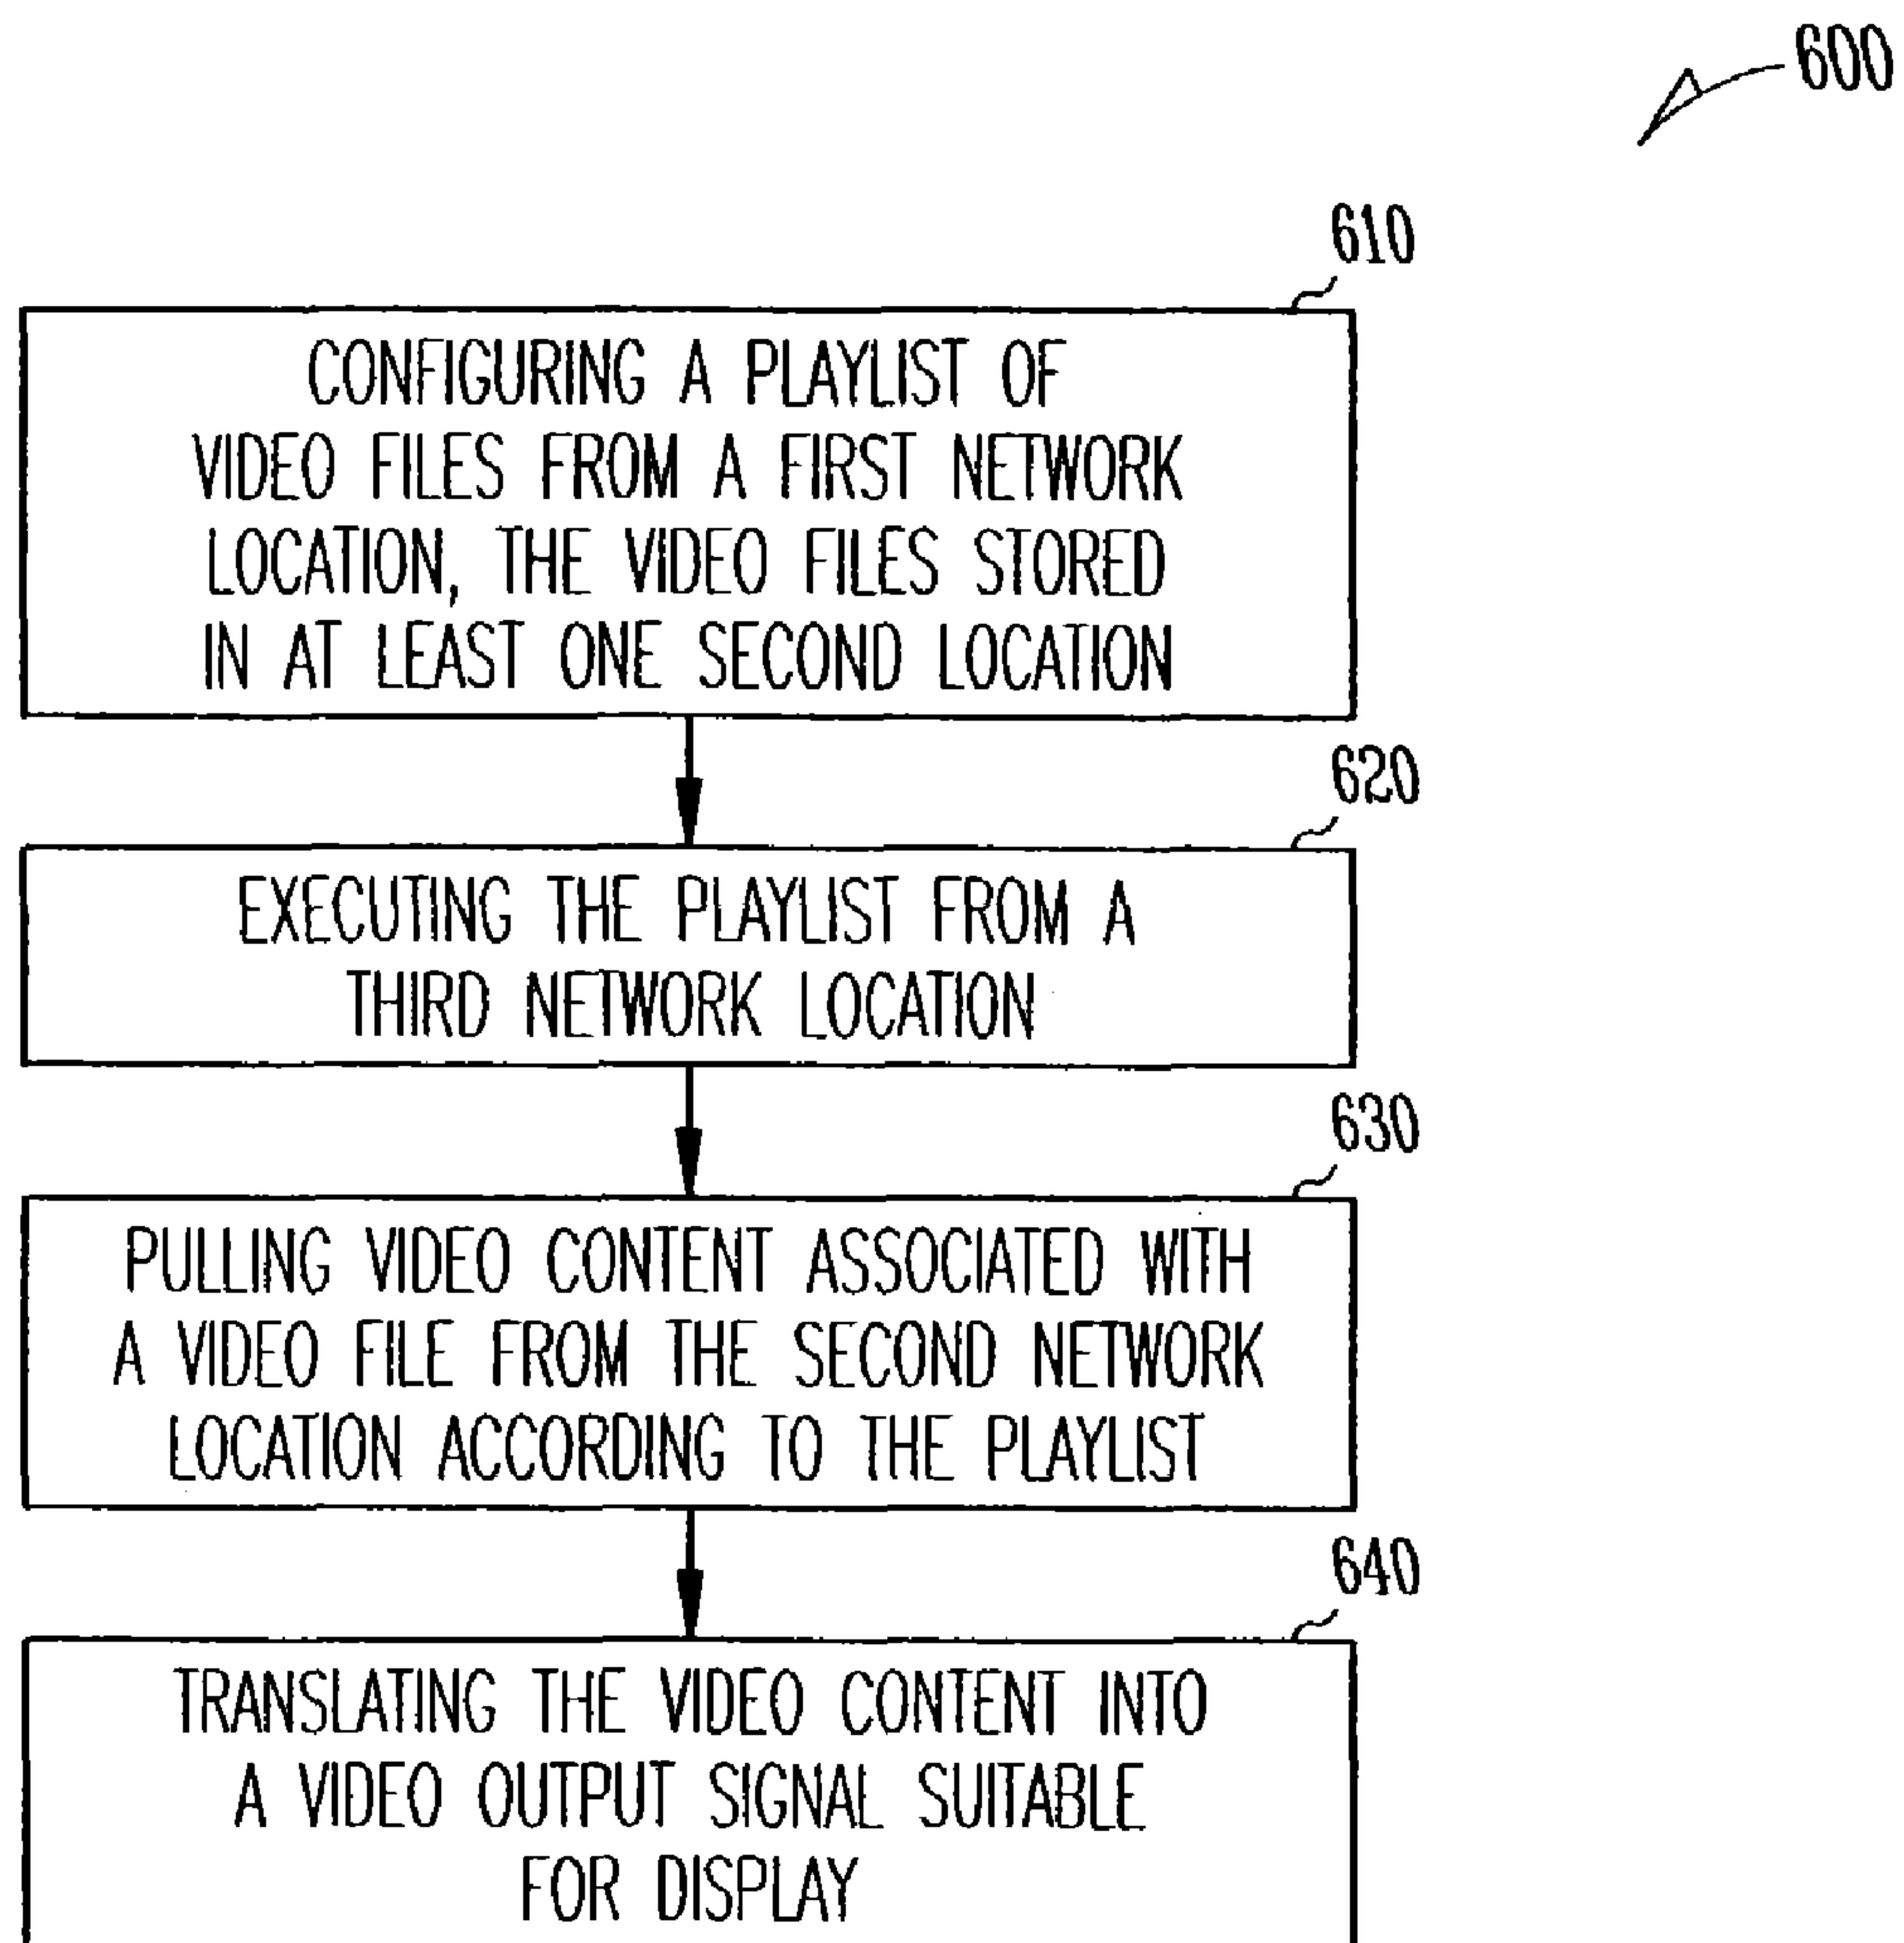 600
610
CONFIGURING A PLAYLIST OF
VIDEO FILES FROM A FIRST NETWORK
LOCATION, THE VIDEO FILES STORED
IN AT LEAST ONE SECOND LOCATION
620
EXECUTING THE PLAYLIST FROM A
THIRD NETWORK LOCATION
630
PULLING VIDEO CONTENT ASSOCIATED WITH
A VIDEO FILE FROM THE SECOND NETWORK
LOCATION ACCORDING TO THE PLAYLIST
640
TRANSLATING THE VIDEO CONTENT INTO
A VIDEO OUTPUT SIGNAL SUITABLE
FOR DISPLAY